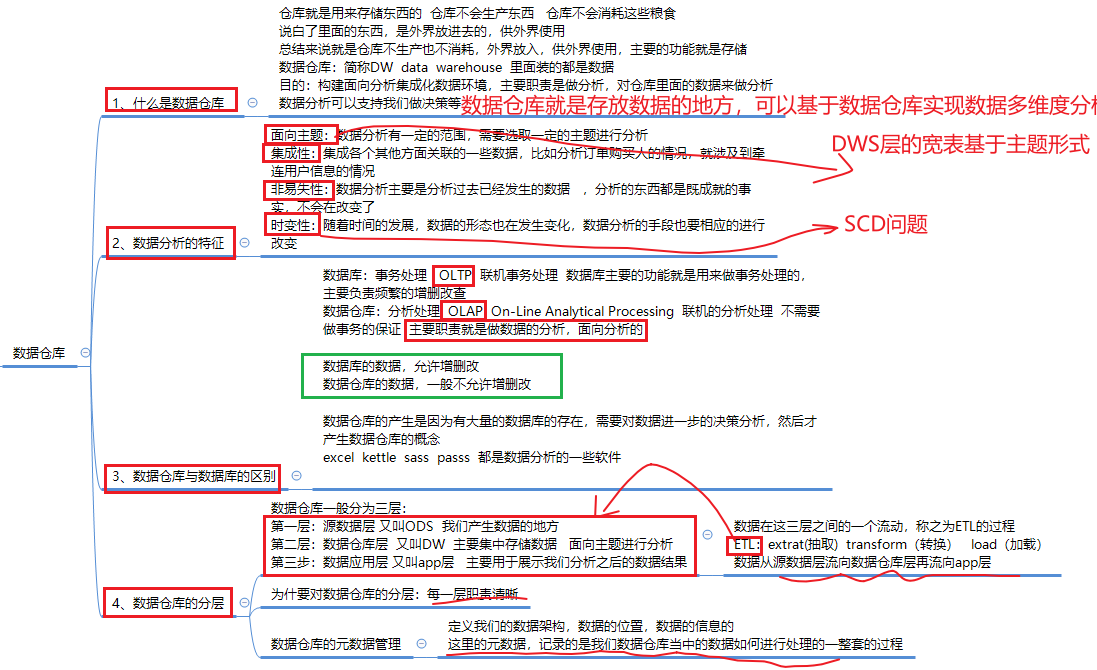 仓库就是用来存储东西的 仓库不会生产东西 仓库不会消耗这些粮食
说白了里面的东西，是外界放进去的，供外界使用
总结来说就是仓库不生产也不消耗，外界放入，供外界使用，主要的功能就是存储
数据仓库：简称DW data warehouse 里面装的都是数据
目的：构建面向分析集成化数据环境，主要职责是做分析，对仓库里面的数据来做分析
1、什么是数据仓库
数据分析可以支持我们做决策等
数据仓库就是存放数据的地方，可以基于数据仓库实现数据多维度分析
面向主题：数据分析有一定的范围，需要选取一定的主题进行分析
DWS层的宽表基于主题形式
集成性：集成各个其他方面关联的一些数据，比如分析订单购买人的情况，就涉及到牵
连用户信息的情况
非易失性：数据分析主要是分析过去已经发生的数据 ，分析的东西都是既成就的事
实，不会在改变了
时变性：随着时间的发展，数据的形态也在发生变化，数据分析的手段也要相应的进行
改变
SCD问题
2、数据分析的特征
数据库：事务处理 OLTP 联机事务处理 数据库主要的功能就是用来做事务处理的，
主要负责频繁的增删改查
数据仓库：分析处理 OLAP On-Line Analytical Processing 联机的分析处理 不需要
做事务的保证 主要职责就是做数据的分析，面向分析的
数据仓库
数据库的数据，允许增删改
数据仓库的数据，一般不允许增删改
数据仓库的产生是因为有大量的数据库的存在，需要对数据进一步的决策分析，然后才
产生数据仓库的概念
excel kettle sass passs 都是数据分析的一些软件
3、数据仓库与数据库的区别
数据仓库一般分为三层：
第一层：源数据层 又叫ODS 我们产生数据的地方
第二层：数据仓库层 又叫DW 主要集中存储数据 面向主题进行分析
第三步：数据应用层 又叫app层 主要用于展示我们分析之后的数据结果
数据在这三层之间的一个流动，称之为ETL的过程
ETL：extrat(抽取) transform（转换） load（加载）
数据从源数据层流向数据仓库层再流向app层
4、数据仓库的分层
为什要对数据仓库的分层：每一层职责清晰
数据仓库的元数据管理
定义我们的数据架构，数据的位置，数据的信息的
这里的元数据，记录的是我们数据仓库当中的数据如何进行处理的一整套的过程